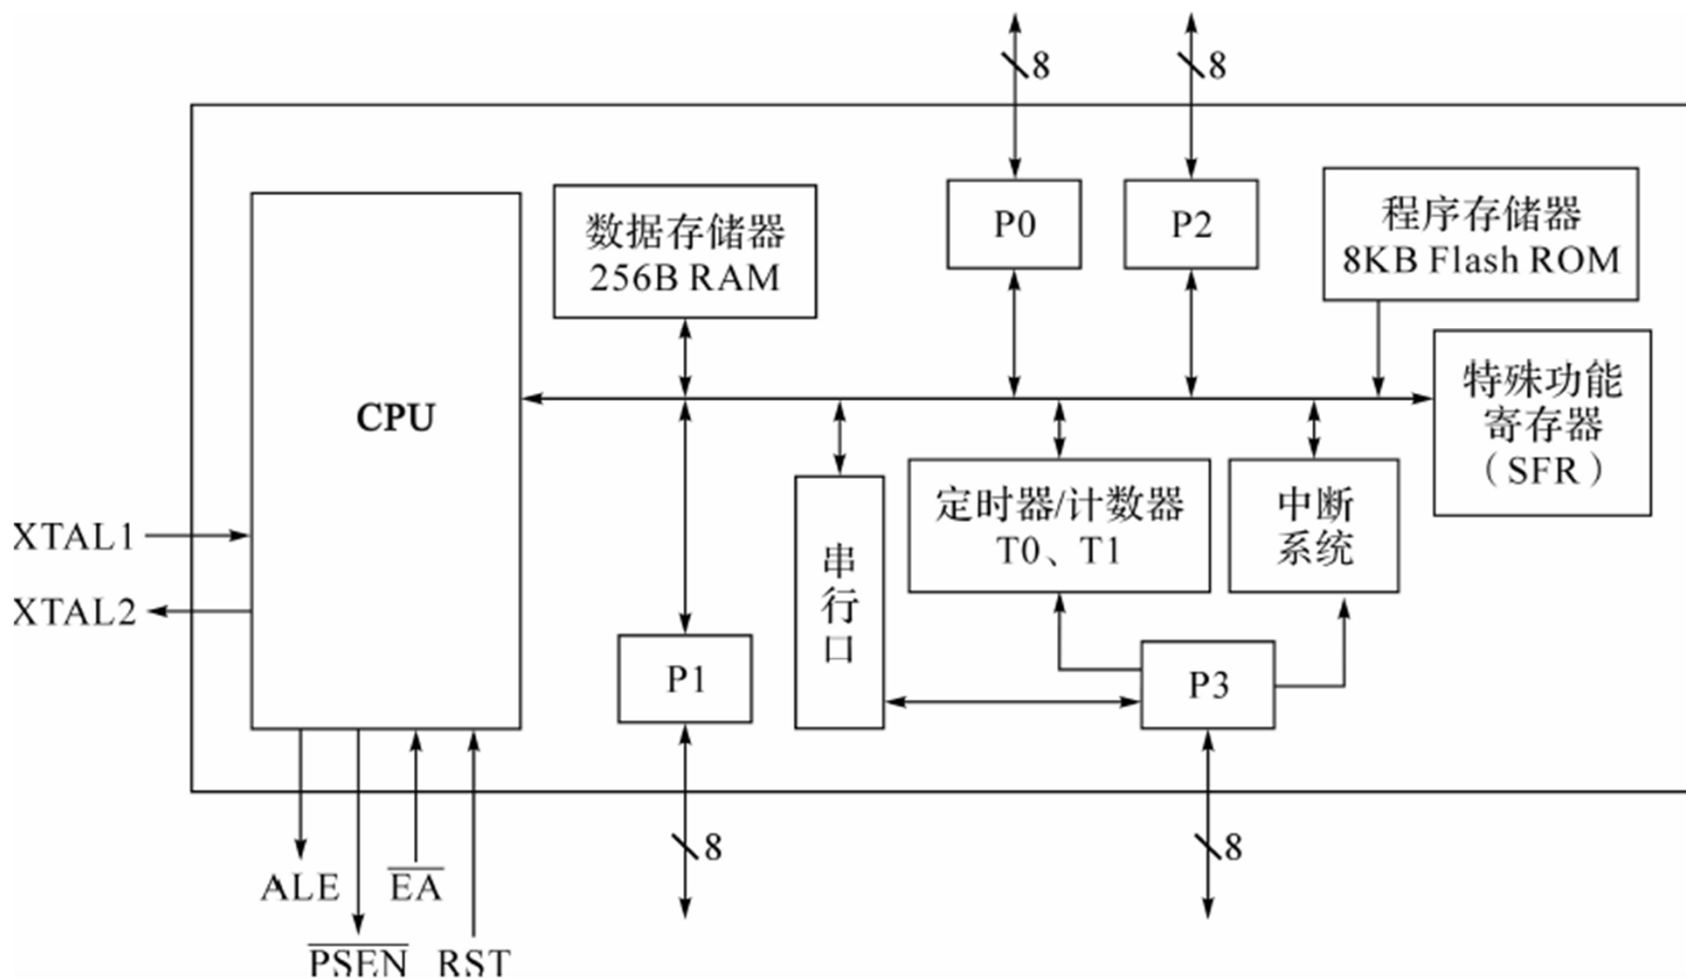 8
8
数据存储器
256B RAM
P0
P2
程序存储器
8KB Flash ROM
CPU
特殊功能
寄存器
（SFR）
XTAL1
XTAL2
串
行
口
定时器/计数器
T0、T1
中断
系统
P1
P3
8
8
ALE
E̅A̅
P̅S̅E̅N̅
RST